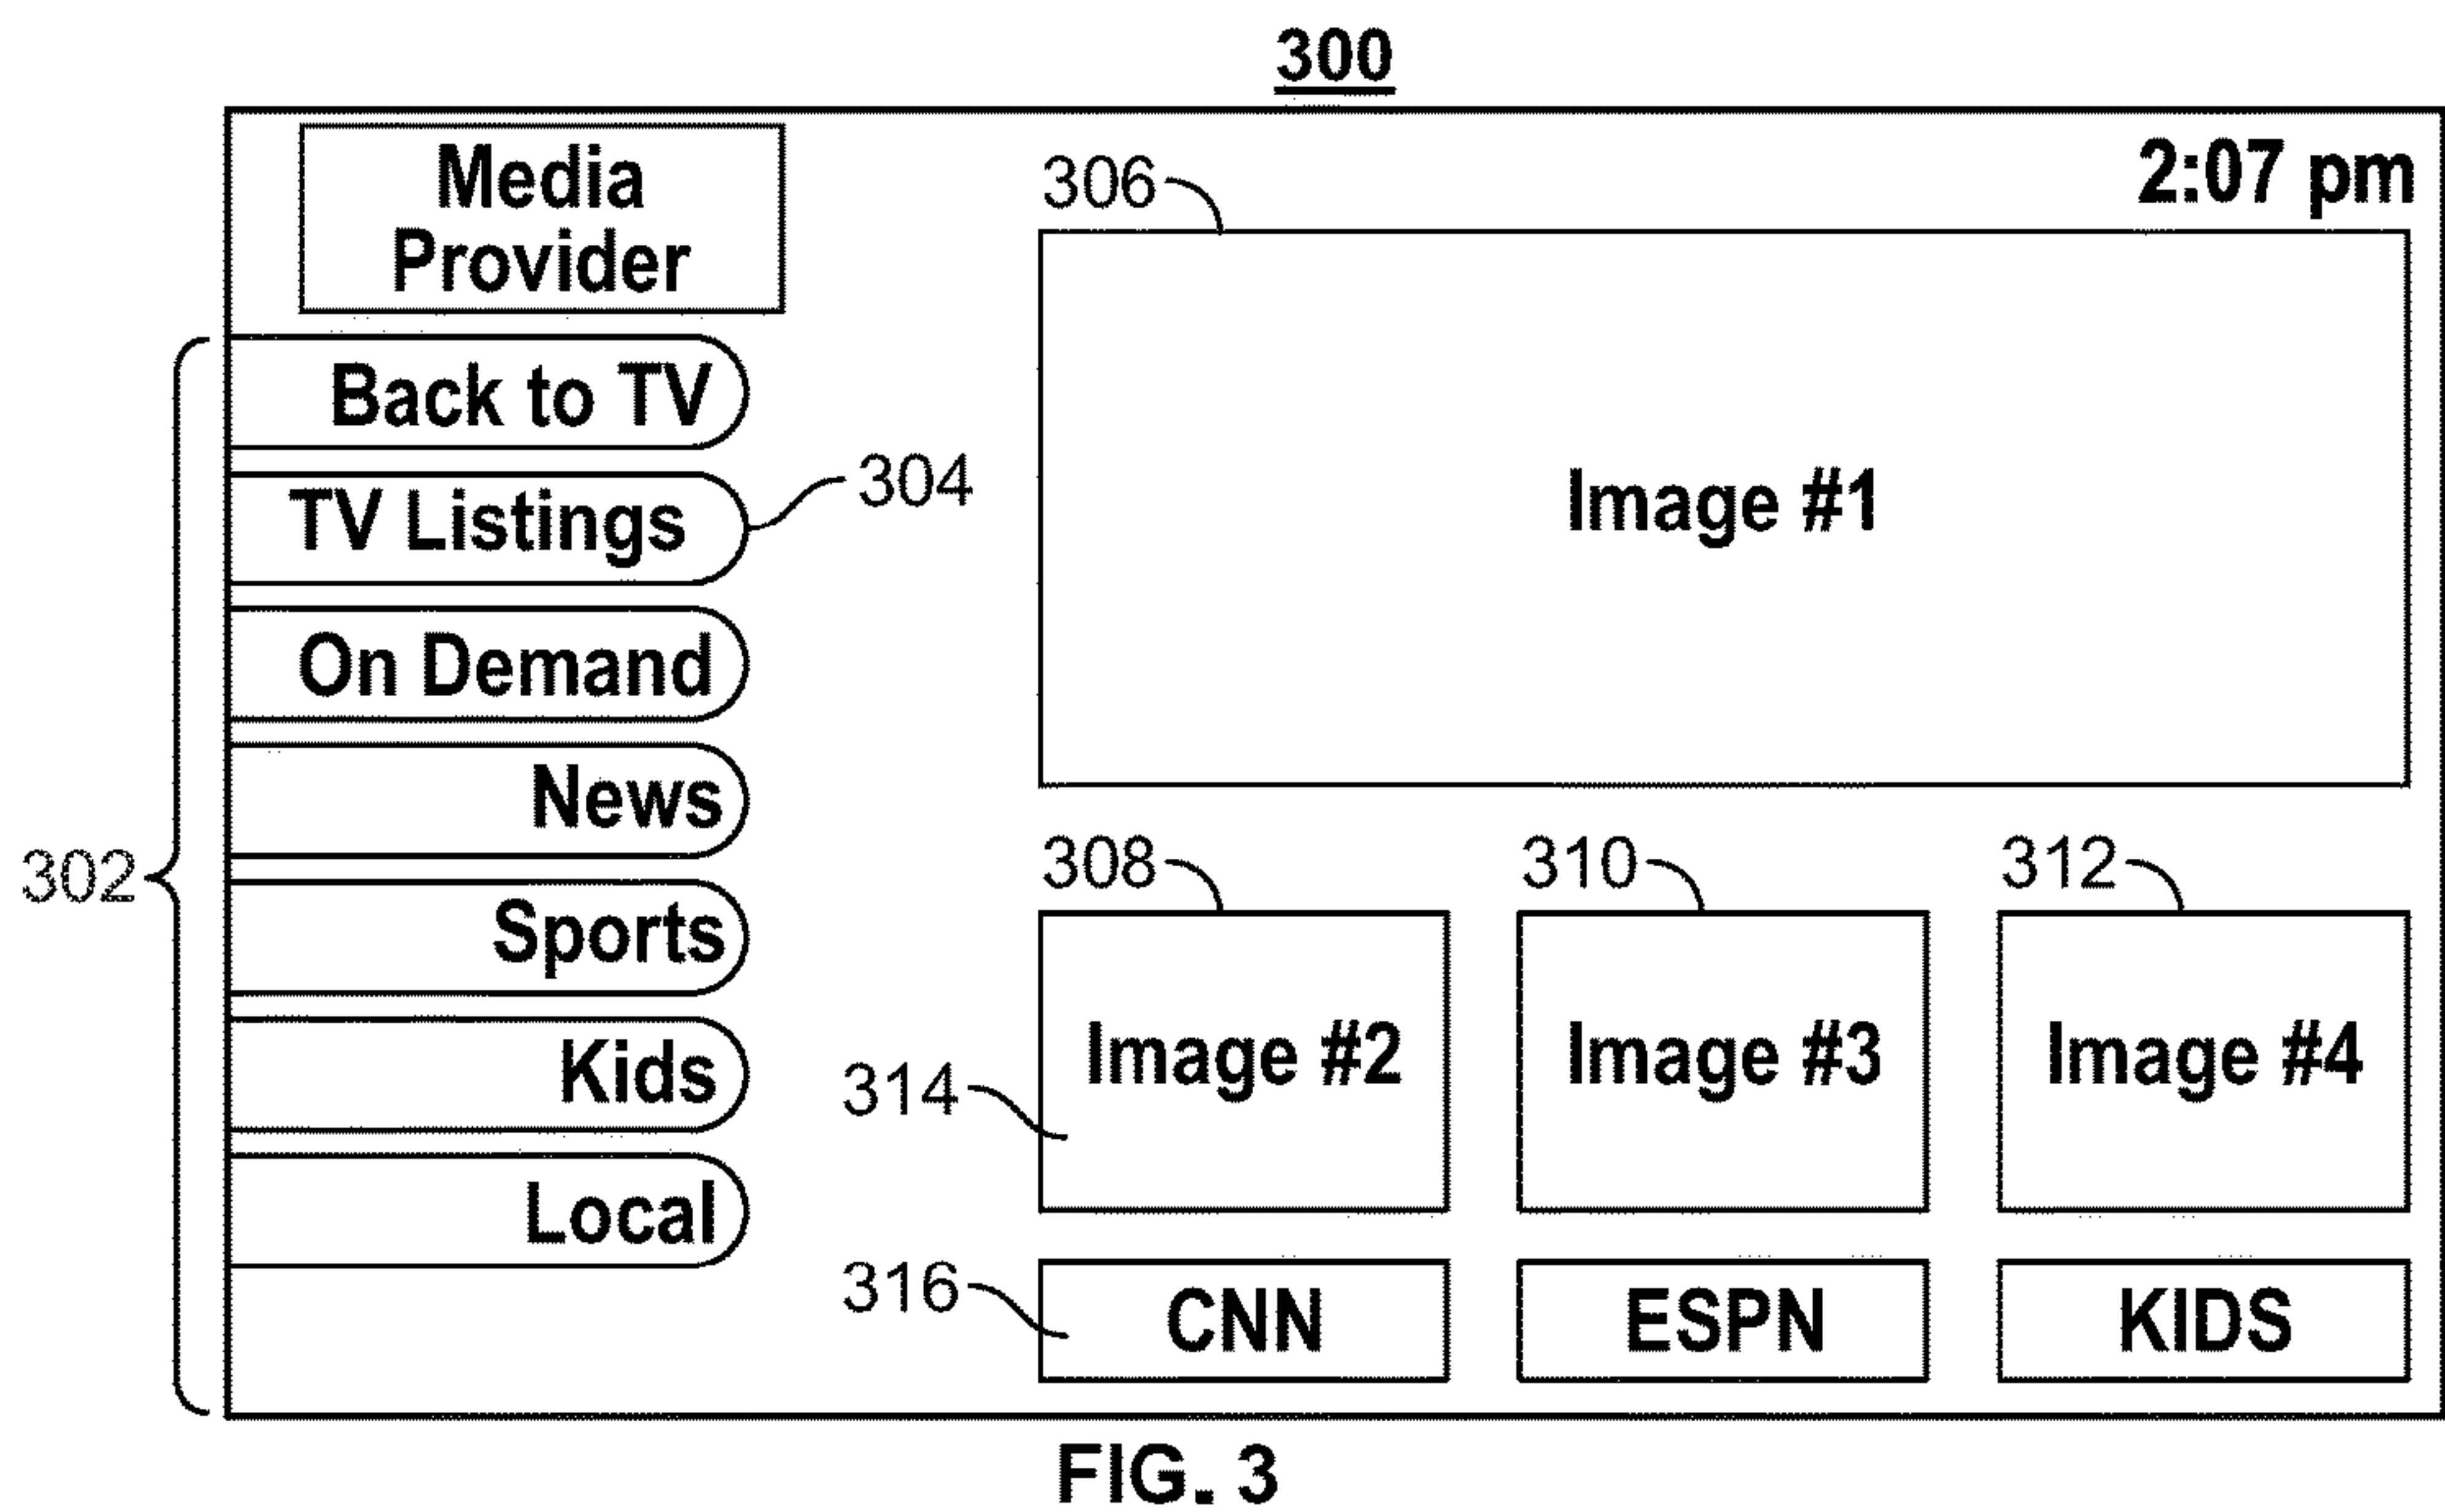 300
Media
Provider
2:07 pm
306
Back to TV
TV Listings
304
Image #1
On Demand
News
302
308
310
312
Sports
Image #2
Image #3
Image #4
Kids
314
Local
316
CNN
ESPN
KIDS
FIG. 3